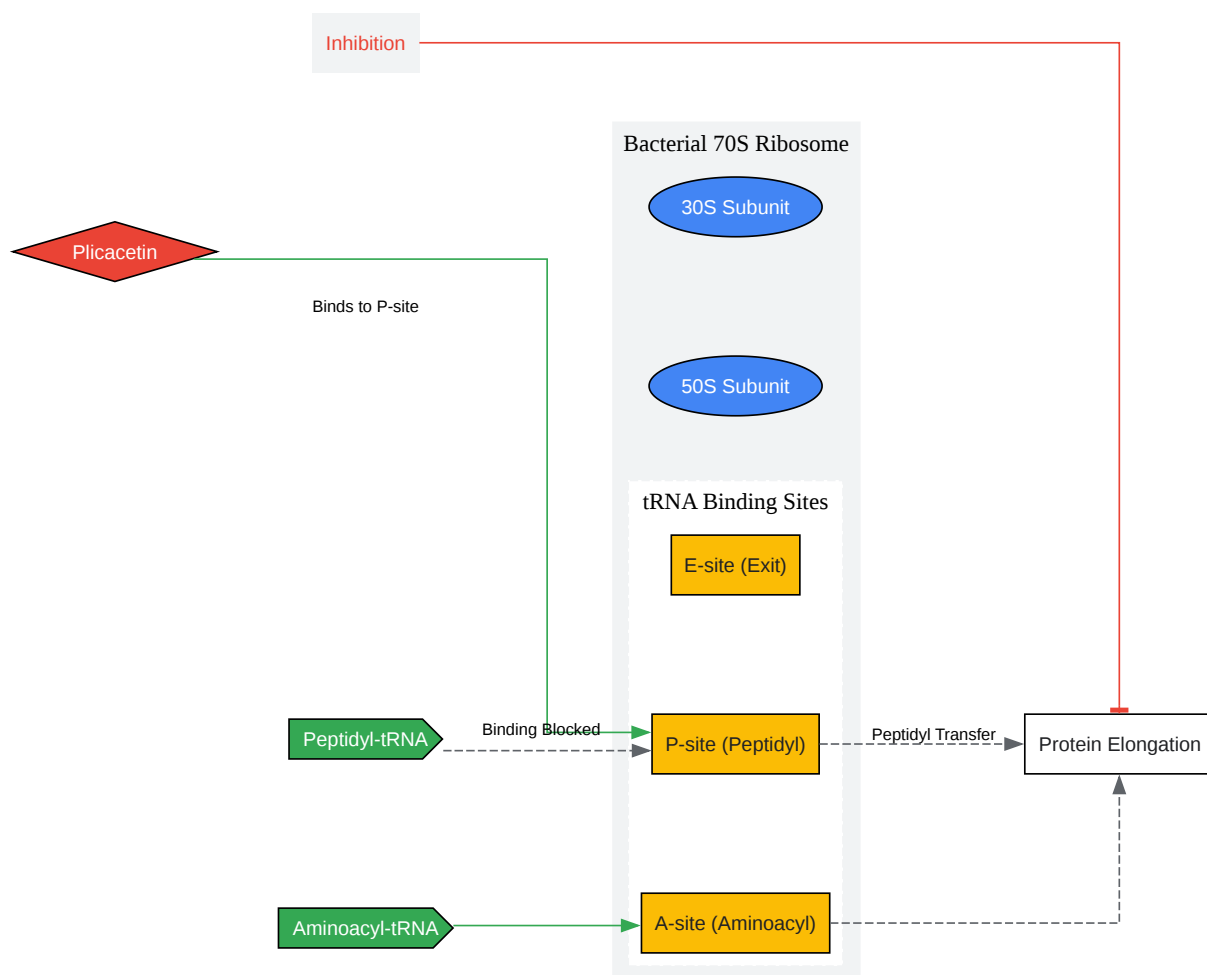 Inhibition
Bacterial 70S Ribosome
30S Subunit
Plicacetin
Binds to P-site
50S Subunit
tRNA Binding Sites
E-site (Exit)
Binding Blocked
Peptidyl-tRNA
P-site (Peptidyl)
Peptidyl Transfer
Protein Elongation
Aminoacyl-tRNA
A-site (Aminoacyl)